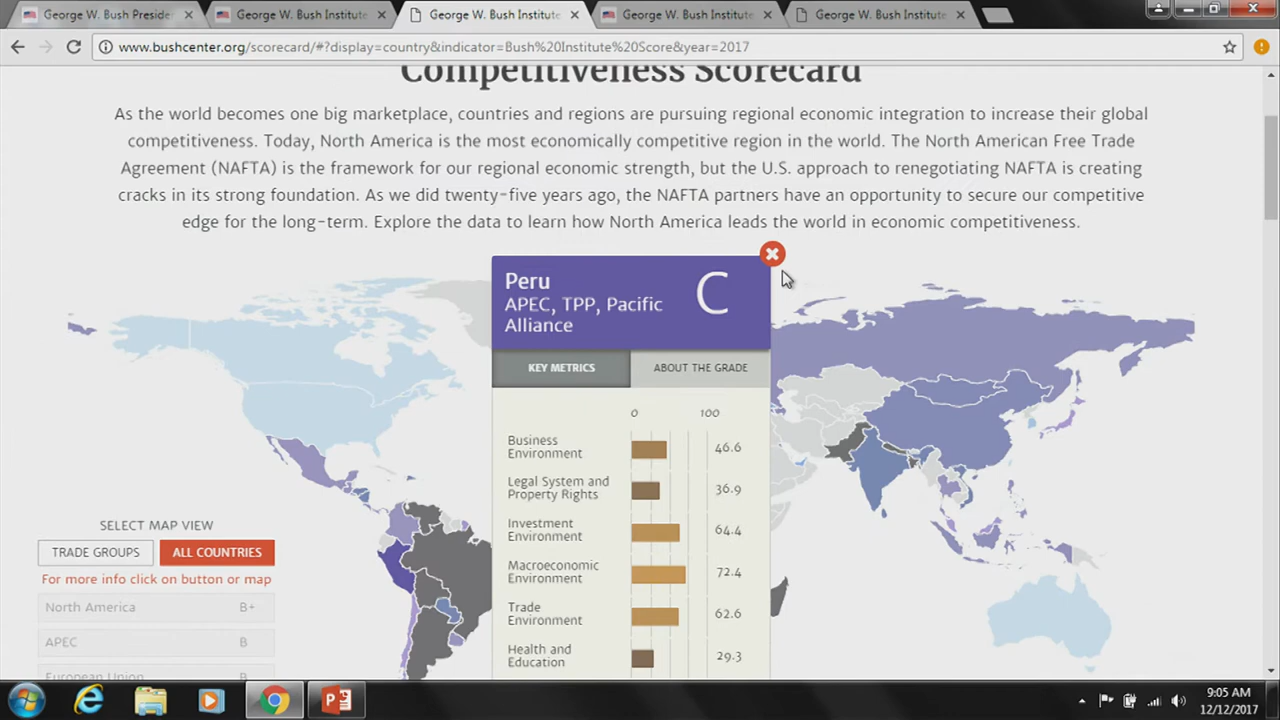 George W. Bush Preside
George W. Bush Institute
George W. Bush Institute
George W. Bush Institute
George W. Bush Institute
www.bushcenter.org/scorecard/#?display=country&indicator=Bush%20Institute%20Score&year=2017
Competitiveness Scorecard
As the world becomes one big marketplace, countries and regions are pursuing regional economic integration to increase their global
competitiveness. Today, North America is the most economically competitive region in the world. The North American Free Trade
Agreement (NAFTA) is the framework for our regional economic strength, but the U.S. approach to renegotiating NAFTA is creating
cracks in its strong foundation. As we did twenty-five years ago, the NAFTA partners have an opportunity to secure our competitive
edge for the long-term. Explore the data to learn how North America leads the world in economic competitiveness.
Peru
C
APEC, TPP, Pacific
Alliance
KEY METRICS
ABOUT THE GRADE
0 100
Business
Environment
46.6
Legal System and
Property Rights
36.9
Investment
Environment
64.4
Macroeconomic
Environment
72.4
Trade
Environment
62.6
Health and
Education
29.3
SELECT MAP VIEW
TRADE GROUPS
ALL COUNTRIES
For more info click on button or map
North America B+
APEC B
European Union B
9:05 AM
12/12/2017